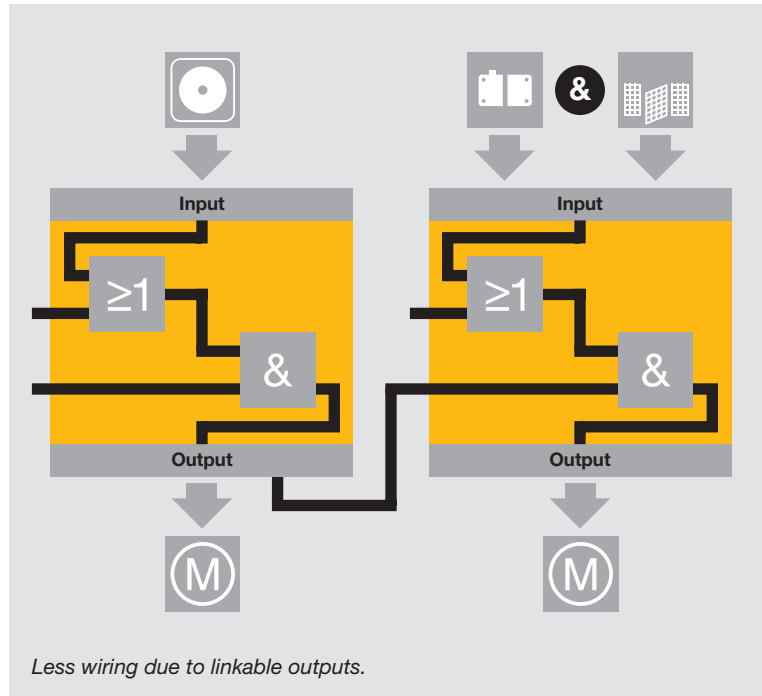 &
Input
Input
≥1
≥1
&
&
Output
Output
M
M
Less wiring due to linkable outputs.